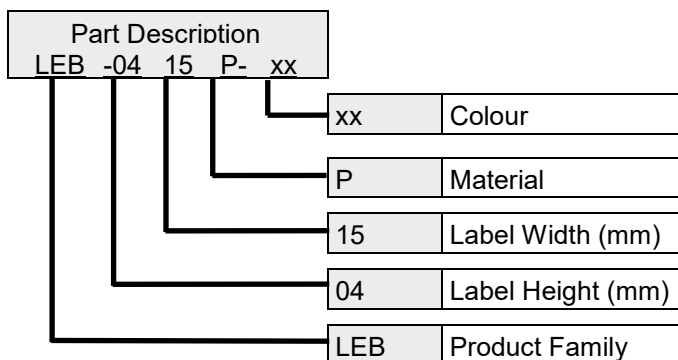 Part Description
LEB -04 15 P- xx
xx Colour
P Material
15 Label Width (mm)
04 Label Height (mm)
LEB Product Family